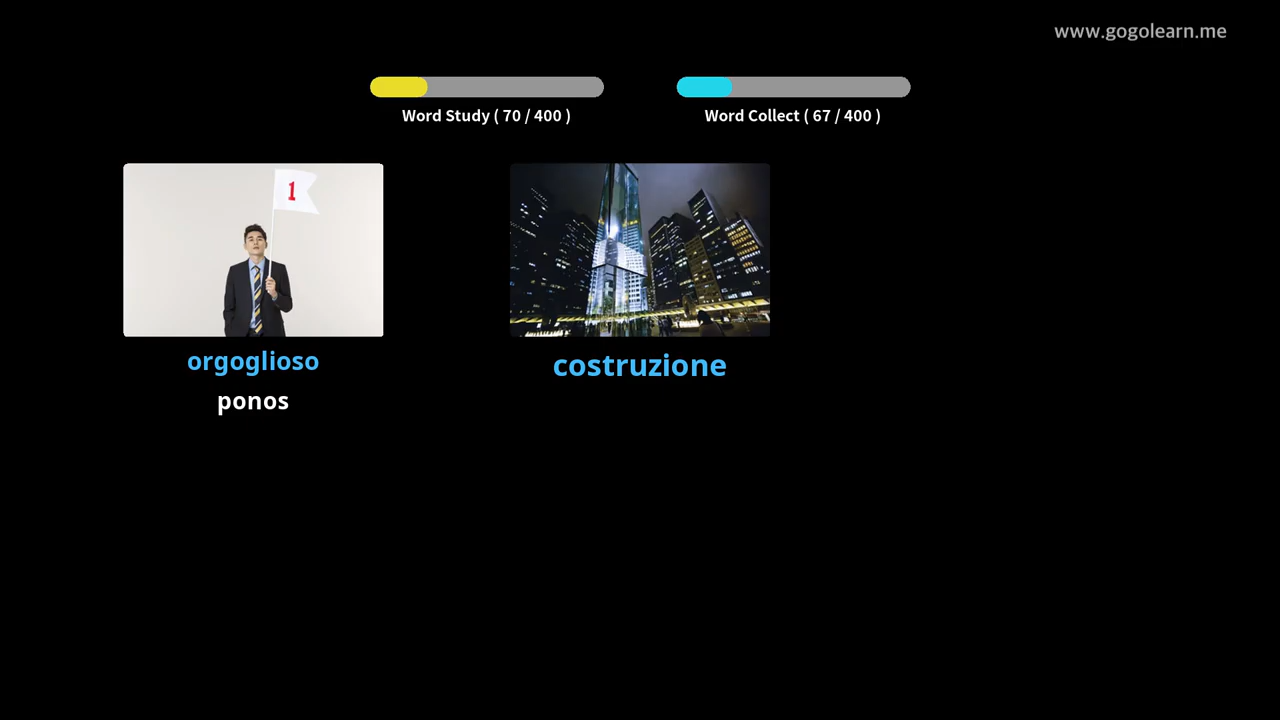 www.gogolearn.me
Word Study ( 70 / 400 )
Word Collect ( 67 / 400 )
1
orgoglioso
ponos
costruzione